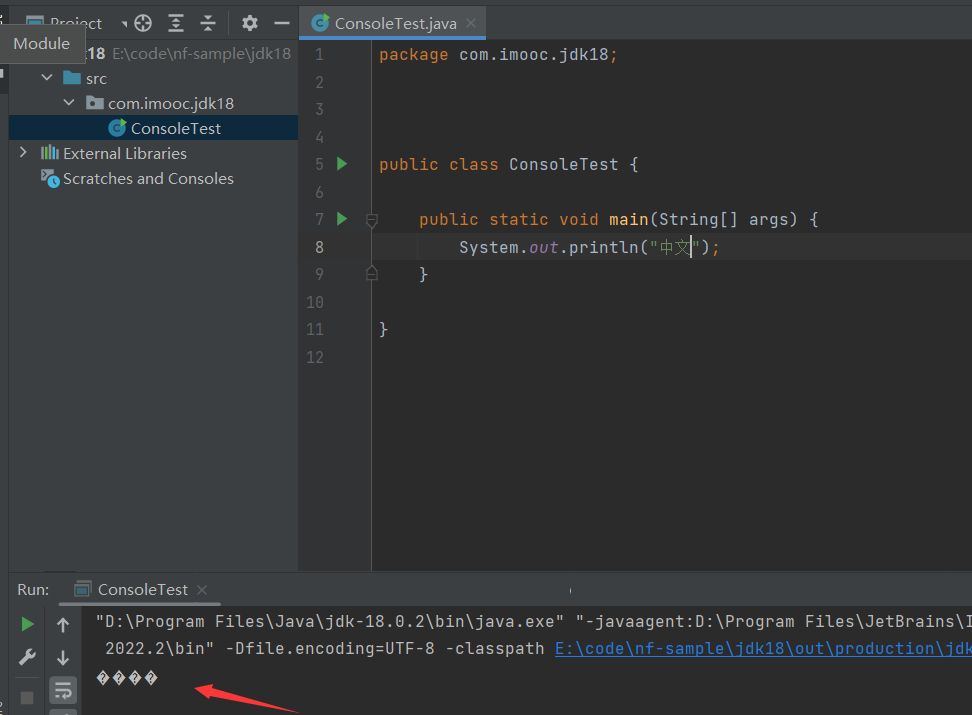 Project
ConsoleTest.java
Module
18 E:\code\nf-sample\jdk18
src
com.imooc.jdk18
ConsoleTest
External Libraries
Scratches and Consoles
1 package com.imooc.jdk18;
2
3
4
5 public class ConsoleTest {
6
7 public static void main(String[] args) {
8 System.out.println("中文");
9 }
10
11 }
12
Run: ConsoleTest
"D:\Program Files\Java\jdk-18.0.2\bin\java.exe" "-javaagent:D:\Program Files\JetBrains\I
2022.2\bin" -Dfile.encoding=UTF-8 -classpath E:\code\nf-sample\jdk18\out\production\jdk
����